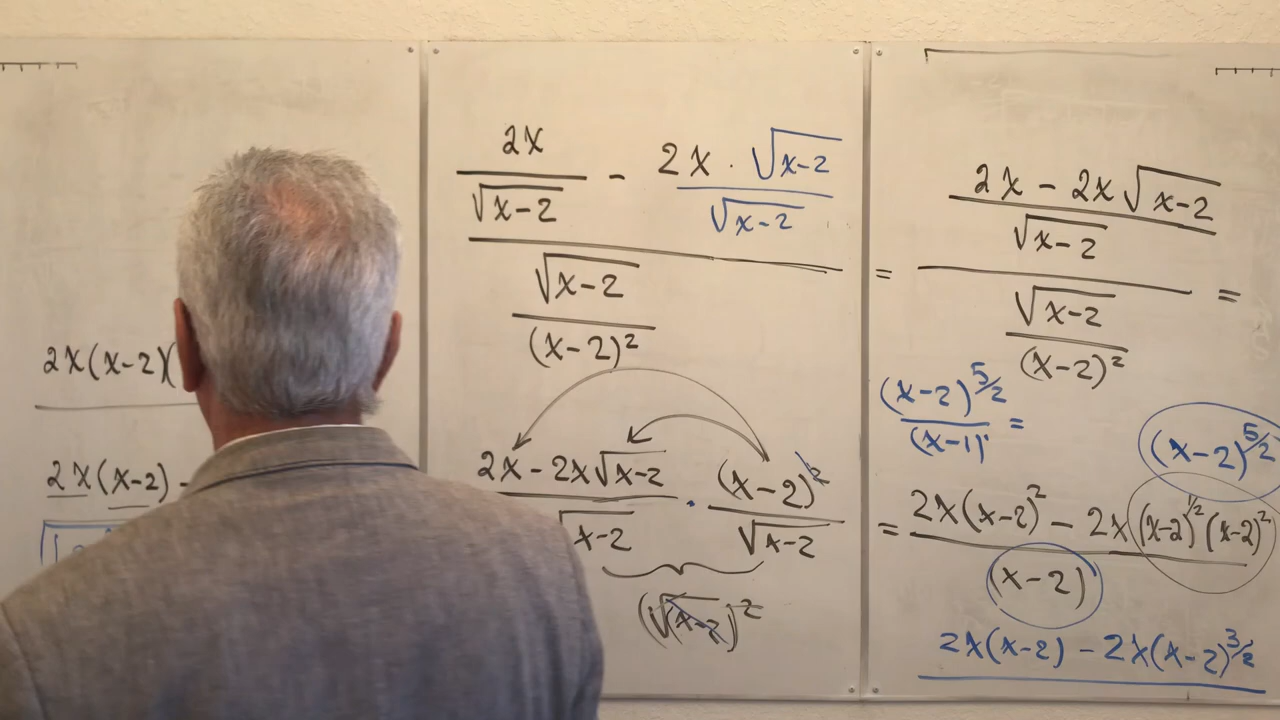 2x(x-2)(
2x(x-2) -
2x/√(x-2) - 2x · √(x-2)/√(x-2)
√(x-2)/(x-2)²
=
2x - 2x√(x-2)
√(x-2)
=
√(x-2)
(x-2)²
(x-2)^5/2
(x-1)
=
(x-2)^5/2
2x - 2x√(x-2) · (x-2)²
√(x-2) √(x-2)
(√(x-2))²
= 2x(x-2)² - 2x(x-2)^1/2 (x-2)²
(x-2)
2x(x-2) - 2x(x-2)^3/2